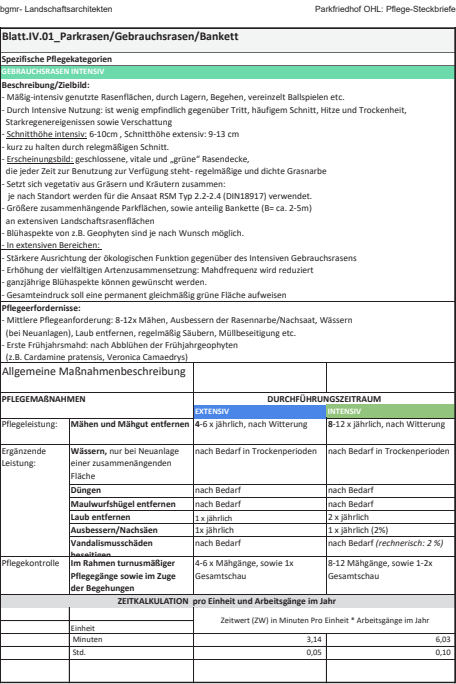 bgmr- Landschaftsarchitekten Parkfriedhof OHL: Pflege-Steckbriefe
Blatt.IV.01_Parkrasen/Gebrauchsrasen/Bankett
Spezifische Pflegekategorien
GEBRAUCHSRASEN INTENSIV
Beschreibung/Zielbild:
- Mäßig-intensiv genutzte Rasenflächen, durch Lagern, Begehen, vereinzelt Ballspielen etc.
- Durch Intensive Nutzung: ist wenig empfindlich gegenüber Tritt, häufigem Schnitt, Hitze und Trockenheit,
Starkregenereigenissen sowie Verschattung
- Schnitthöhe intensiv: 6-10cm , Schnitthöhe extensiv: 9-13 cm
- kurz zu halten durch relegmäßigen Schnitt.
- Erscheinungsbild: geschlossene, vitale und „grüne“ Rasendecke,
die jeder Zeit zur Benutzung zur Verfügung steht- regelmäßige und dichte Grasnarbe
- Setzt sich vegetativ aus Gräsern und Kräutern zusammen:
je nach Standort werden für die Ansaat RSM Typ 2.2-2.4 (DIN18917) verwendet.
- Größere zusammenhängende Parkflächen, sowie anteilig Bankette (B= ca. 2-5m)
an extensiven Landschaftsrasenflächen
- Blühaspekte von z.B. Geophyten sind je nach Wunsch möglich.
- In extensiven Bereichen:
- Stärkere Ausrichtung der ökologischen Funktion gegenüber des Intensiven Gebrauchsrasens
- Erhöhung der vielfältigen Artenzusammensetzung: Mahdfrequenz wird reduziert
- ganzjährige Blühaspekte können gewünscht werden.
- Gesamteindruck soll eine permanent gleichmäßig grüne Fläche aufweisen
Pflegeerfordernisse:
- Mittlere Pflegeanforderung: 8-12x Mähen, Ausbessern der Rasennarbe/Nachsaat, Wässern
(bei Neuanlagen), Laub entfernen, regelmäßig Säubern, Müllbeseitigung etc.
- Erste Frühjahrsmahd: nach Abblühen der Frühjahrgeophyten
(z.B. Cardamine pratensis, Veronica Camaedrys)
Allgemeine Maßnahmenbeschreibung
PFLEGEMAßNAHMEN DURCHFÜHRUNGSZEITRAUM
EXTENSIV INTENSIV
Pflegeleistung: Mähen und Mähgut entfernen 4-6 x jährlich, nach Witterung 8-12 x jährlich, nach Witterung
Ergänzende Wässern, nur bei Neuanlage nach Bedarf in Trockenperioden nach Bedarf in Trockenperioden
Leistung: einer zusammenängenden
Fläche
Düngen nach Bedarf nach Bedarf
Maulwurfshügel entfernen nach Bedarf nach Bedarf
Laub entfernen 1 x jährlich 2 x jährlich
Ausbessern/Nachsäen 1x jährlich 1 x jährlich (2%)
Vandalismusschäden nach Bedarf nach Bedarf (rechnerisch: 2 %)
beseitigen
Pflegekontrolle Im Rahmen turnusmäßiger 4-6 x Mähgänge, sowie 1x 8-12 Mähgänge, sowie 1-2x
Pflegegänge sowie im Zuge Gesamtschau Gesamtschau
der Begehungen
ZEITKALKULATION pro Einheit und Arbeitsgänge im Jahr
Zeitwert (ZW) in Minuten Pro Einheit * Arbeitsgänge im Jahr
Einheit
Minuten 3,14 6,03
Std. 0,05 0,10